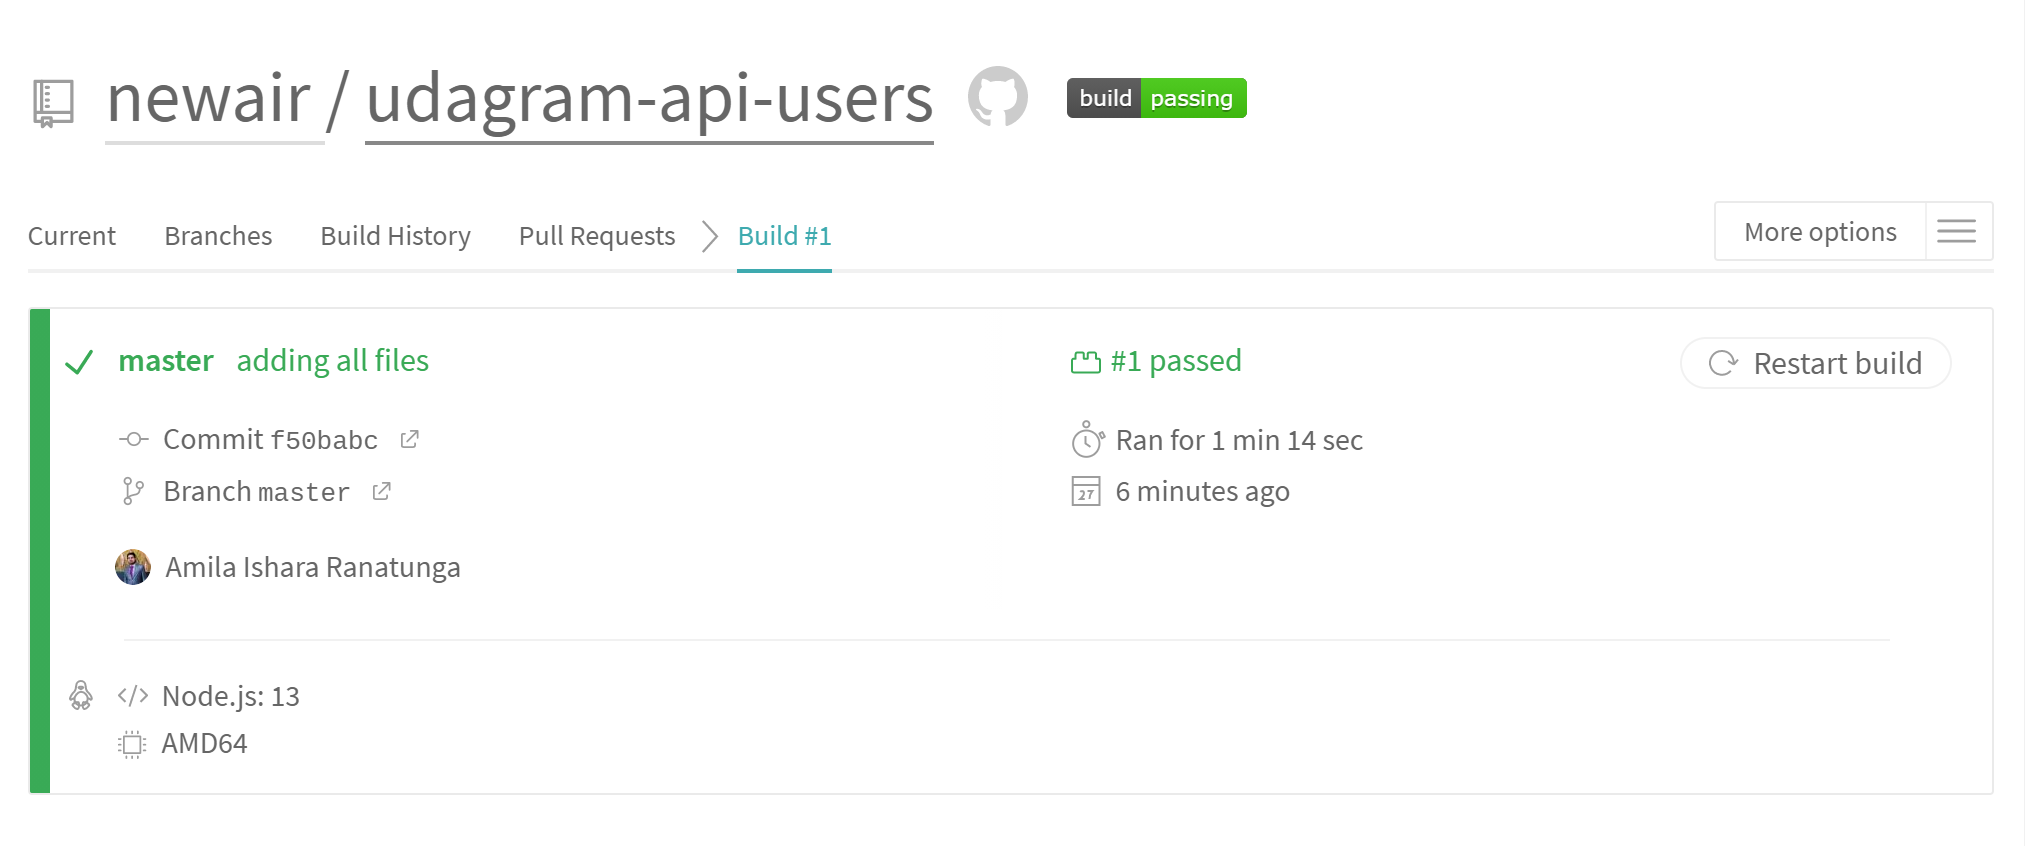 newair / udagram-api-users build passing
Current Branches Build History Pull Requests Build #1 More options
master adding all files #1 passed Restart build
Commit f50babc Ran for 1 min 14 sec
Branch master 27 6 minutes ago
Amila Ishara Ranatunga
</> Node.js: 13
AMD64